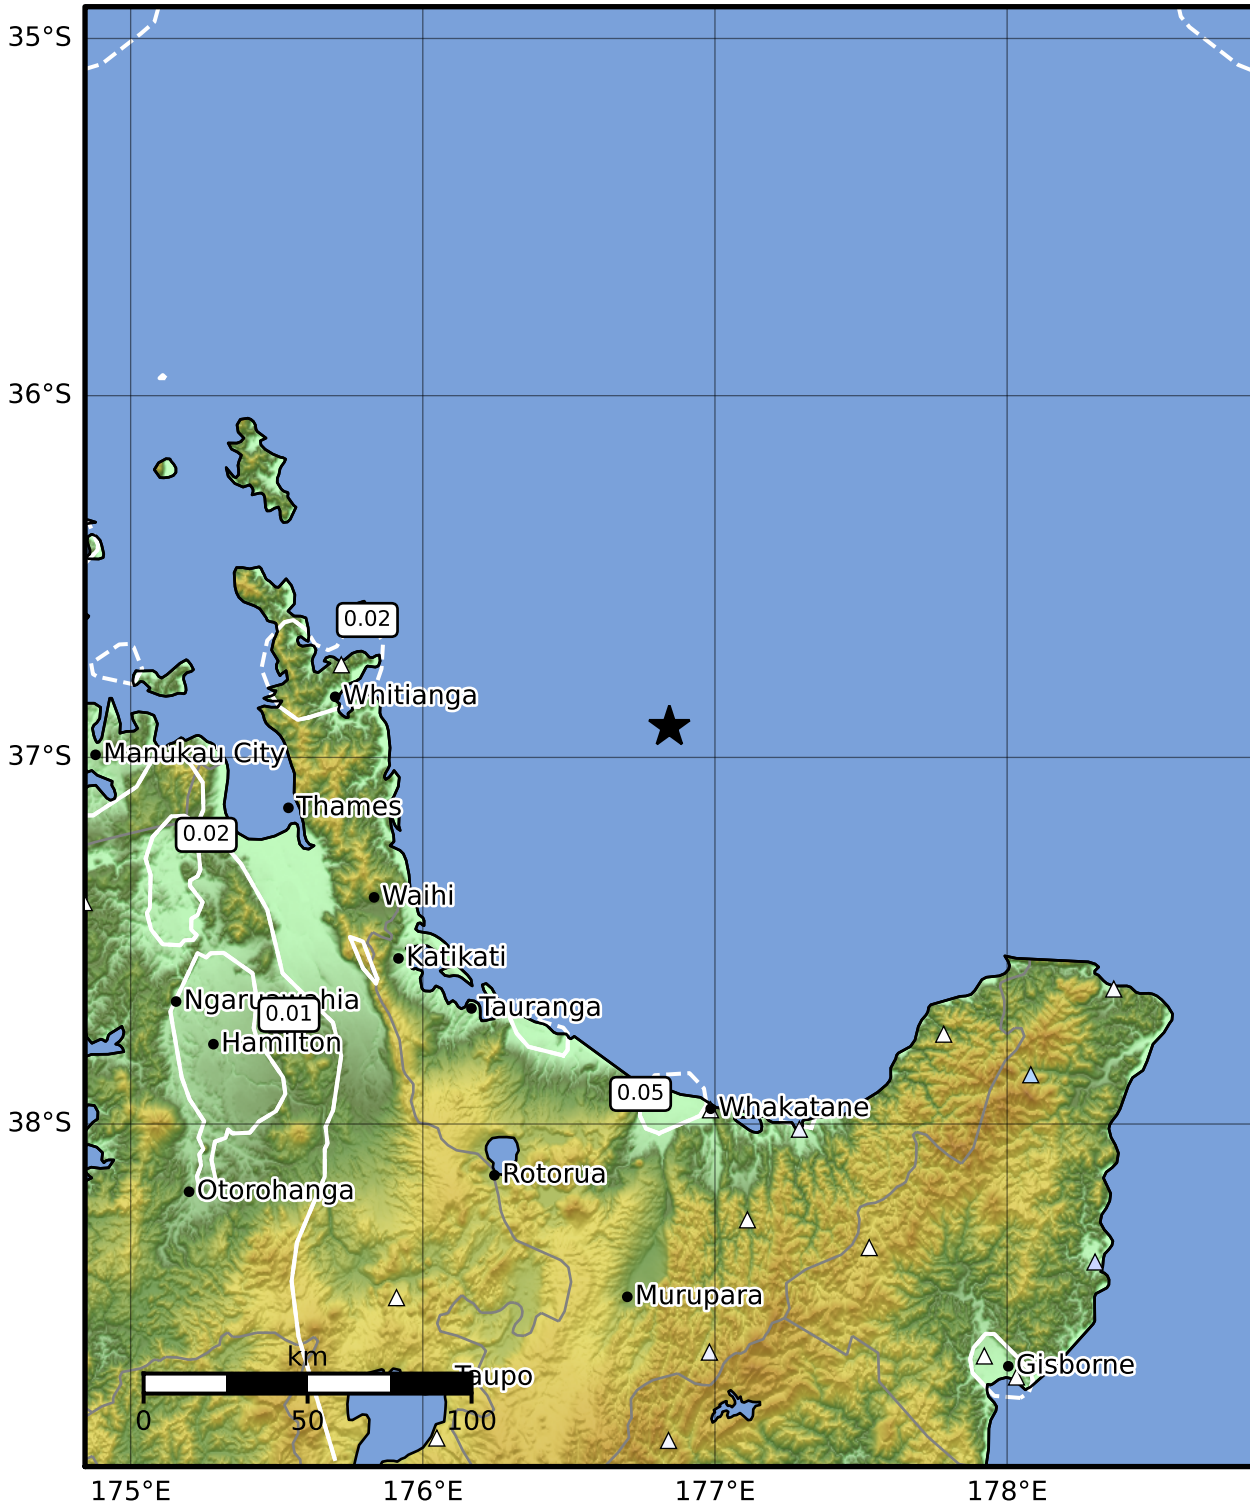 35°S
36°S
0.02
Whitianga
37°S
Manukau City
Thames
0.02
Waihi
Katikati
Ngaruawahia
Tauranga
0.01
Hamilton
0.05
Whakatane
38°S
Rotorua
Otorohanga
Murupara
km
Gisborne
Taupo
0 50 100
175°E 176°E 177°E 178°E